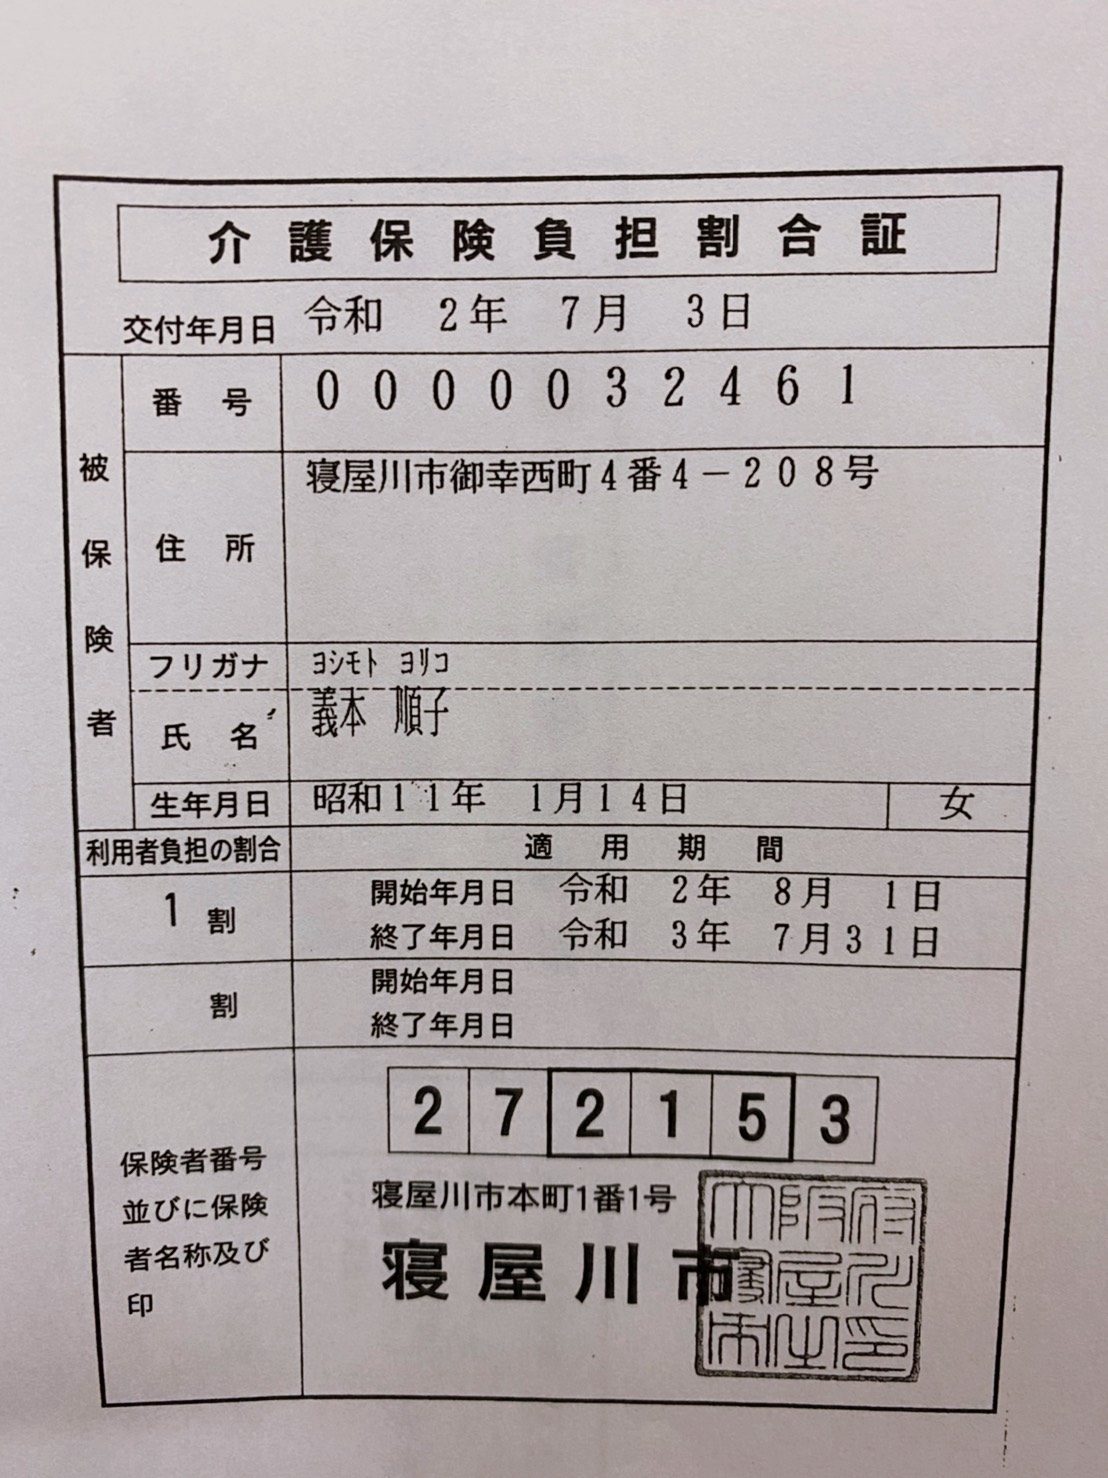 介護保険負担割合証
交付年月日 令和 2年 7月 3日
被保険者
番号 0000032461
住所 寝屋川市御幸西町4番4－208号
フリガナ ﾖｼﾓﾄ ﾖﾘｺ
氏名 義本 順子
生年月日 昭和11年 1月14日 女
利用者負担の割合 適用期間
1割 開始年月日 令和 2年 8月 1日
終了年月日 令和 3年 7月31日
割 開始年月日
終了年月日
保険者番号並びに保険者名称及び印
272153
寝屋川市本町1番1号
寝屋川市